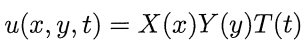 u(x, y, t) = X(x)Y(y)T(t)